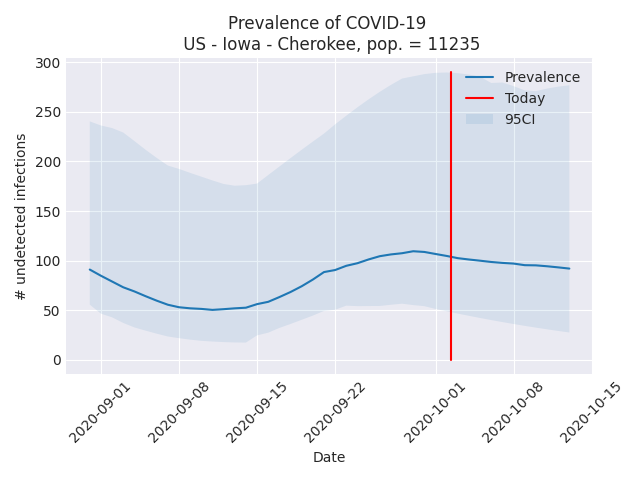 Prevalence of COVID-19
US - Iowa - Cherokee, pop. = 11235
300
250
200
150
100
50
0
# undetected infections
Prevalence
Today
95CI
2020-09-01
2020-09-08
2020-09-15
2020-09-22
2020-10-01
2020-10-08
2020-10-15
Date